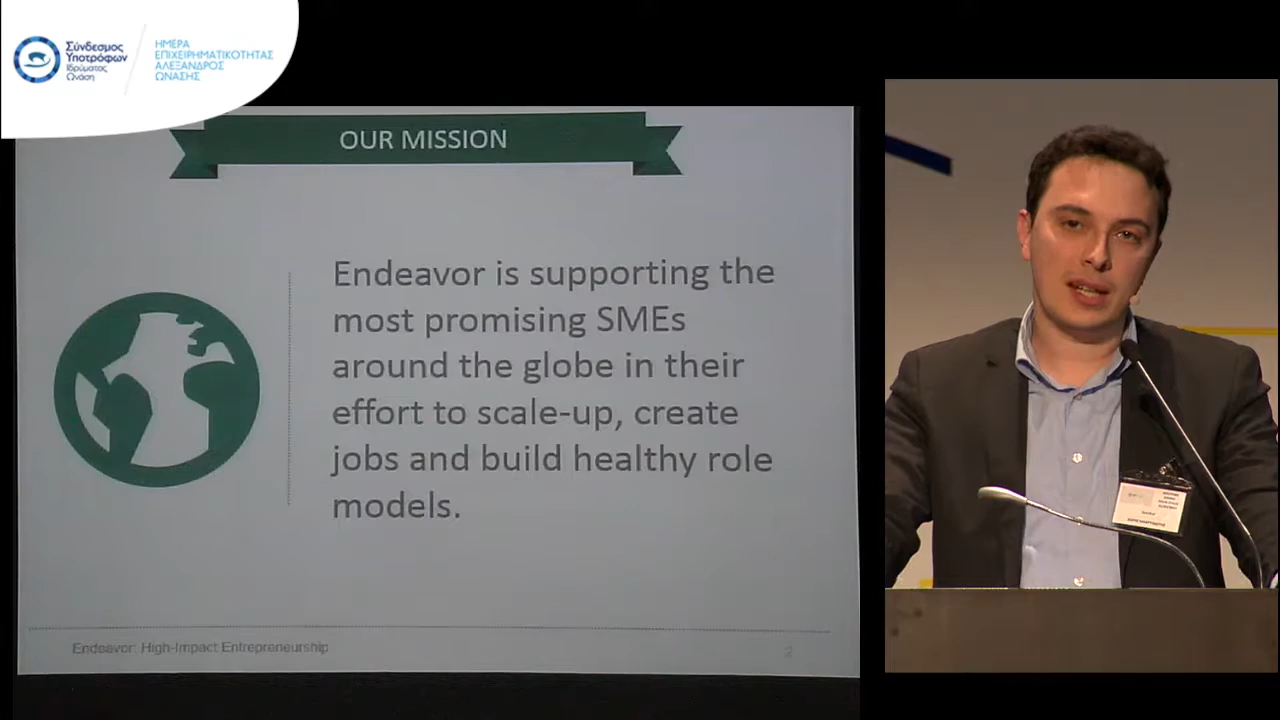 Σύνδεσμος
Υποτρόφων
Ιδρύματος
Ωνάση
ΗΜΕΡΑ
ΕΠΙΧΕΙΡΗΜΑΤΙΚΟΤΗΤΑΣ
ΑΛΕΞΑΝΔΡΟΣ
ΩΝΑΣΗΣ
OUR MISSION
Endeavor is supporting the
most promising SMEs
around the globe in their
effort to scale-up, create
jobs and build healthy role
models.
Endeavor: High-Impact Entrepreneurship
2